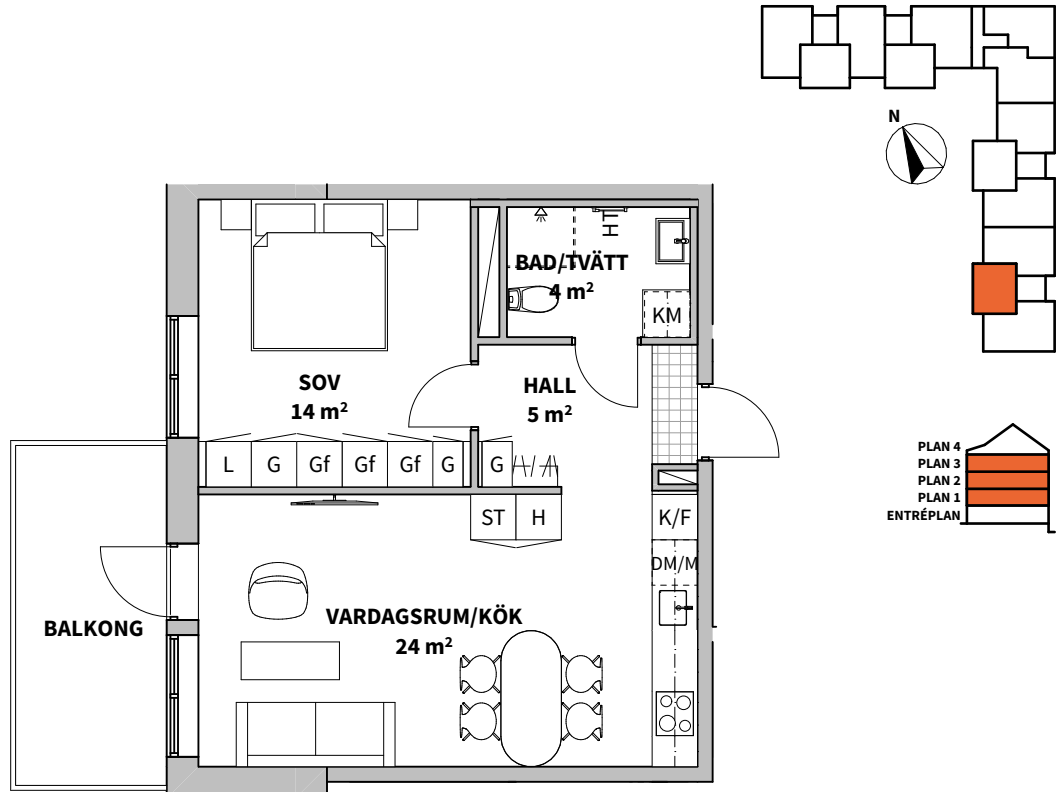 N
HT
BAD/TVÄTT
4 m²
KM
SOV
14 m²
HALL
5 m²
L G Gf Gf Gf G G
ST H K/F
DM/M
VARDAGSRUM/KÖK
24 m²
BALKONG
PLAN 4
PLAN 3
PLAN 2
PLAN 1
ENTRÉPLAN